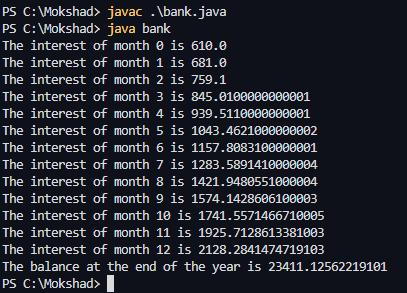 PS C:\Mokshad> javac .\bank.java
PS C:\Mokshad> java bank
The interest of month 0 is 610.0
The interest of month 1 is 681.0
The interest of month 2 is 759.1
The interest of month 3 is 845.0100000000001
The interest of month 4 is 939.5110000000001
The interest of month 5 is 1043.4621000000002
The interest of month 6 is 1157.8083100000001
The interest of month 7 is 1283.5891410000004
The interest of month 8 is 1421.9480551000004
The interest of month 9 is 1574.1428606100003
The interest of month 10 is 1741.5571466710005
The interest of month 11 is 1925.7128613381003
The interest of month 12 is 2128.2841474719103
The balance at the end of the year is 23411.12562219101
PS C:\Mokshad>